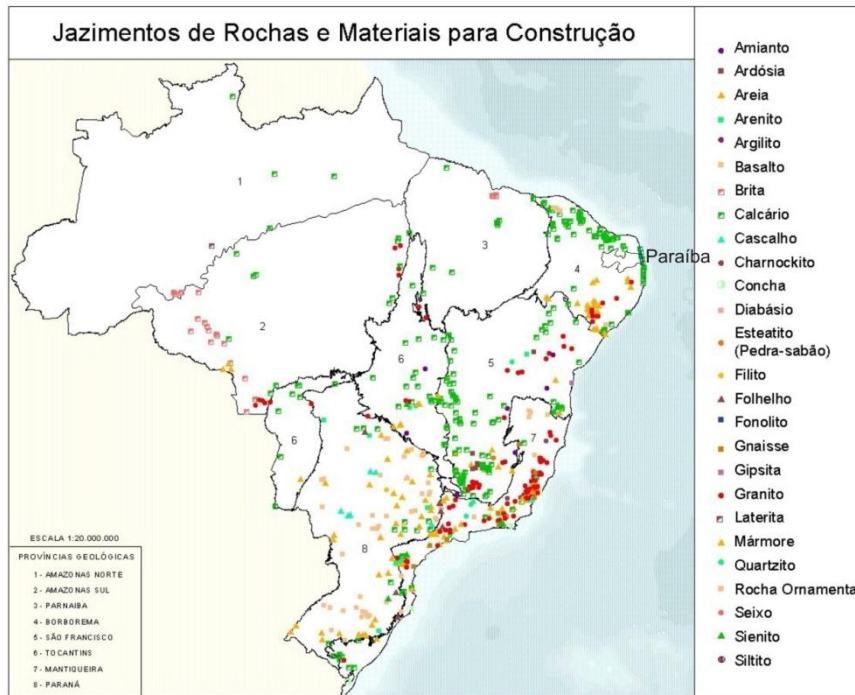 Jazimentos de Rochas e Materiais para Construção
Amianto
Ardósia
Areia
Arenito
Argilito
Basalto
Brita
Calcário
Cascalho
Charnockito
Concha
Diabásio
Esteatito
(Pedra-sabão)
Filito
Folhelho
Fonolito
Gnaisse
Gipsita
Granito
Laterita
Mármore
Quartzito
Rocha Ornamenta
Seixo
Sienito
Siltito
1
2
3
4
Paraíba
5
6
6
7
8
ESCALA 1:20.000.000
PROVÍNCIAS GEOLÓGICAS
1 - AMAZONAS NORTE
2 - AMAZONAS SUL
3 - PARNAIBA
4 - BORBOREMA
5 - SÃO FRANCISCO
6 - TOCANTINS
7 - MANTIQUEIRA
8 - PARANÁ